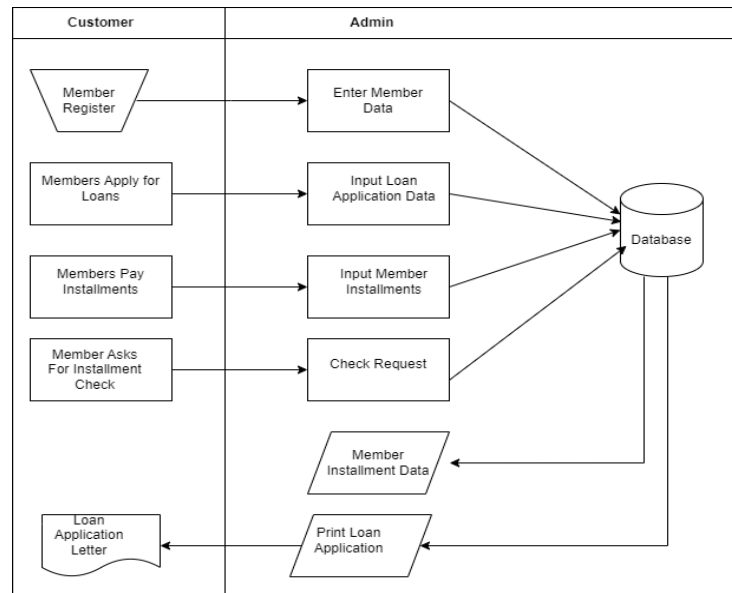 Customer
Admin
Member
Register
Enter Member
Data
Members Apply for
Loans
Input Loan
Application Data
Database
Members Pay
Installments
Input Member
Installments
Member Asks
For Installment
Check
Check Request
Member
Installment Data
Loan
Application
Letter
Print Loan
Application